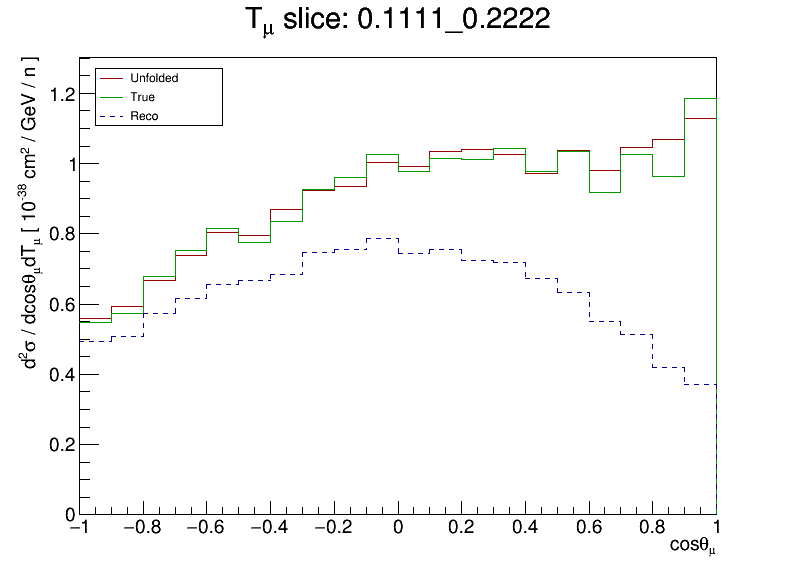 Tμ slice: 0.1111_0.2222
d²σ / dcosθμdTμ [ 10⁻³⁸ cm² / GeV / n ]
Unfolded
True
Reco
1.2
1
0.8
0.6
0.4
0.2
0
−1 −0.8 −0.6 −0.4 −0.2 0 0.2 0.4 0.6 0.8 1
cosθμ